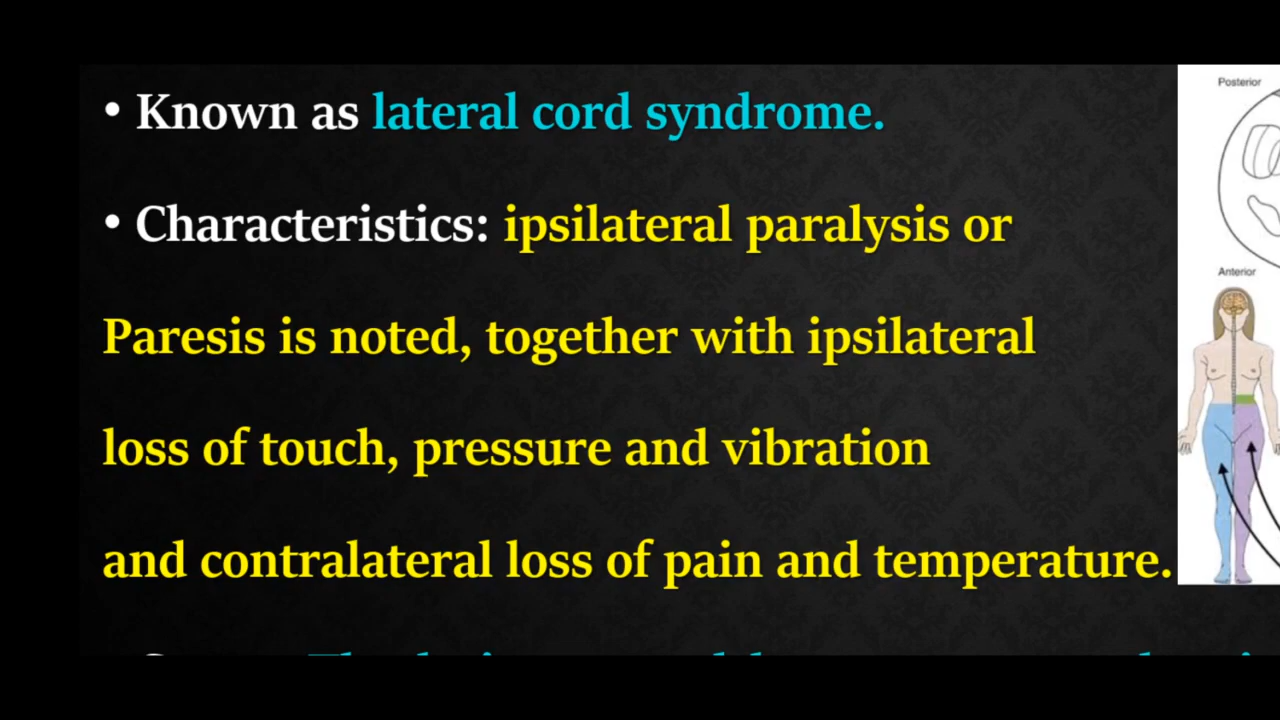 • Known as lateral cord syndrome.
• Characteristics: ipsilateral paralysis or
Paresis is noted, together with ipsilateral
loss of touch, pressure and vibration
and contralateral loss of pain and temperature.
Posterior
Anterior